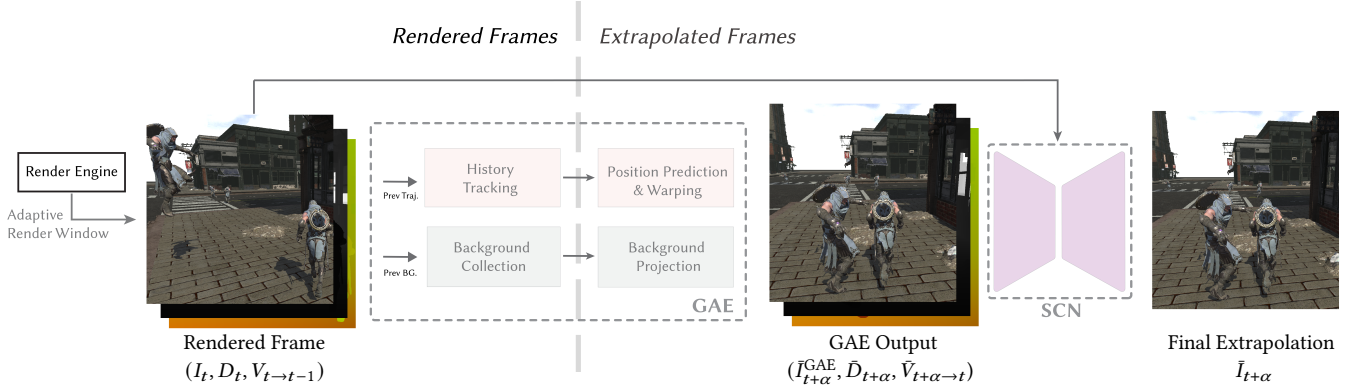 Rendered Frames
Extrapolated Frames
Render Engine
Adaptive
Render Window
Prev Traj.
History
Tracking
Position Prediction
& Warping
Prev BG.
Background
Collection
Background
Projection
GAE
SCN
Rendered Frame
(I_t, D_t, V_{t→t−1})
GAE Output
(Ī^{GAE}_{t+α}, D̄_{t+α}, V̄_{t+α→t})
Final Extrapolation
Ī_{t+α}